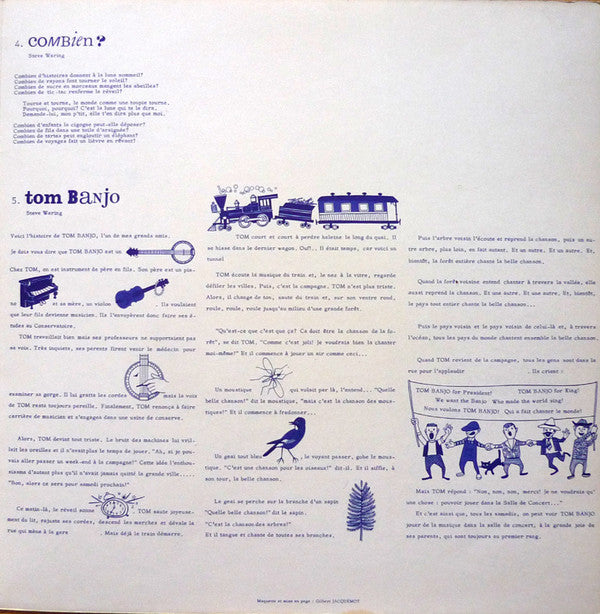 4. COMBIEN?
Steve Waring
Combien d'histoires donnent à la lune sommeil?
Combien de rayons font tourner le soleil?
Combien de sucre en morceaux mangent les abeilles?
Combien de tic-tac renferme le réveil?
Tourne et tourne, le monde comme une toupie tourne.
Pourquoi, pourquoi? C'est la lune qui te le dira.
Demande-lui, mon p'tit, elle t'en dira plus que moi.
Combien d'enfants la cigogne peut-elle déposer?
Combien de fils dans une toile d'araignée?
Combien de tartes peut engloutir un éléphant?
Combien de voyages fait un lièvre en rêvant?
5. tom BANJO
Steve Waring
Voici l'histoire de TOM BANJO, l'un de mes grands amis.
Je dois vous dire que TOM BANJO est un
Chez TOM, on est instrument de père en fils. Son père est un pia-
no et sa mère, un violon . Ils voulaient
que leur fils devienne musicien. Ils l'envoyèrent donc faire ses é-
tudes au Conservatoire.
TOM travaillait bien mais ses professeurs ne supportaient pas
sa voix. Très inquiets, ses parents firent venir le médecin pour
examiner sa gorge. Il lui gratta les cordes mais la voix
de TOM resta toujours pareille. Finalement, TOM renonça à faire
carrière de musicien et s'engagea dans une usine de conserve.
Alors, TOM devint tout triste. Le bruit des machines lui vril-
lait les oreilles et il n'avait plus le temps de jouer. "Ah, si je pou-
vais aller passer un week-end à la campagne!" Cette idée l'enthou-
siasma d'autant plus qu'il n'avait jamais quitté la grande ville.....
"Bon, alors ce sera pour samedi prochain!"
Ce matin-là, le réveil sonne TOM saute joyeuse-
ment du lit, rajuste ses cordes, descend les marches et dévale la
rue qui mène à la gare . Mais déjà le train démarre.
TOM court et court à perdre haleine le long du quai. Il
se hisse dans le dernier wagon. Ouf!.. Il était temps, car voici un
tunnel
TOM écoute la musique du train et, le nez à la vitre, regarde
défiler les villes. Puis, c'est la campagne. TOM n'est plus triste.
Alors, il change de ton, saute du train et, sur son ventre rond,
roule, roule, roule jusqu'en milieu d'une grande forêt.
"Qu'est-ce que c'est que ça? Ca doit être la chanson de la fo-
rêt", se dit TOM, "Comme c'est joli! Je voudrais bien la chanter
moi-même!" Et il commence à jouer un air comme ceci...
Un moustique qui volait par là, l'entend... "Quelle
belle chanson!" dit le moustique, "mais c'est la chanson des mous-
tiques!" Et il commence à fredonner...
Un geai tout bleu le voyant passer, gobe le mous-
tique. "C'est une chanson pour les oiseaux!" dit-il. Et il siffle, à
son tour, la belle chanson.
Le geai se perche sur la branche d'un sapin
"Quelle belle chanson!" dit le sapin.
"C'est la chanson des arbres!"
Et il tangue et chante de toutes ses branches.
Puis l'arbre voisin l'écoute et reprend la chanson, puis un au-
tre arbre, plus loin, en fait autant. Et un autre. Et un autre. Et,
bientôt, la forêt entière chante la belle chanson.
Quand la forêt voisine entend chanter à travers la vallée, elle
aussi reprend la chanson. Et une autre. Et une autre. Et, bientôt,
le pays tout entier chante la belle chanson...
Puis le pays voisin et le pays voisin de celui-là et, à travers
l'océan, tous les pays du monde chantent ensemble la belle chanson.
Quand TOM revient de la campagne, tous les gens sont dans la
rue pour l'applaudir . Ils crient :
TOM BANJO for President! TOM BANJO for King!
We want the Banjo Who made the world sing!
Nous voulons TOM BANJO! Qui a fait chanter le monde!
Mais TOM répond : "Non, non, non, merci! Je ne voudrais qu'
une chose : pouvoir jouer dans la Salle de Concert..."
Et c'est ainsi que, tous les samedis, on peut voir TOM BANJO
jouer de la musique dans la salle de concert, à la grande joie de
ses parents, qui sont toujours au premier rang.
Maquette et mise en page : Gilbert JACQUEMOT